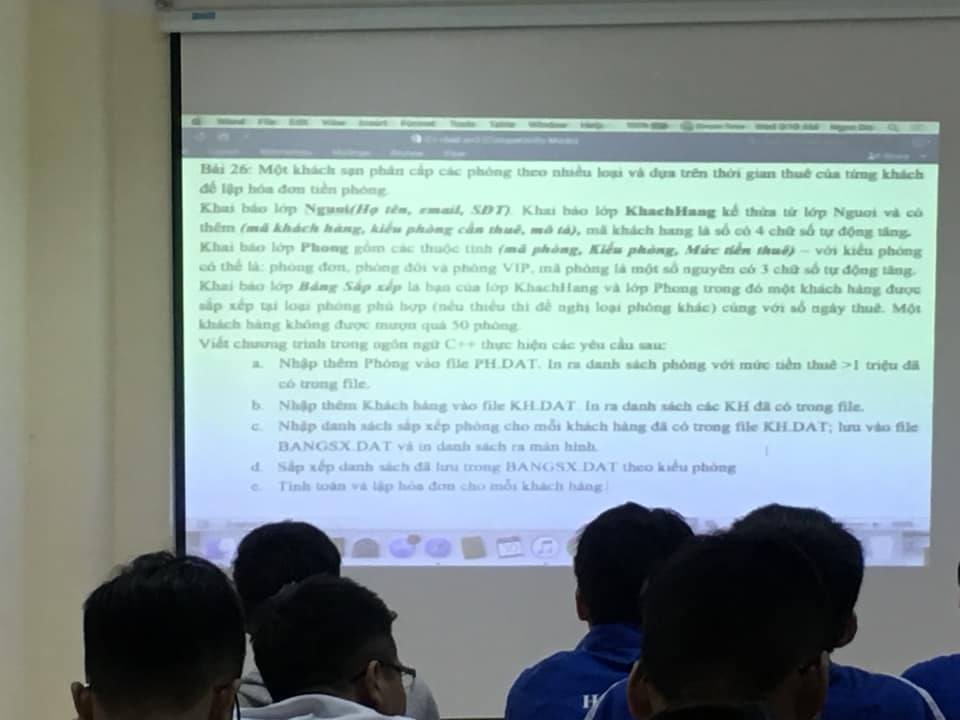 Word File Edit View Insert Format Tools Table Window Help
Bài 26: Một khách sạn phân cấp các phòng theo nhiều loại và dựa trên thời gian thuê của từng khách
để lập hóa đơn tiền phòng.
Khai báo lớp Nguoi(Họ tên, email, SĐT). Khai báo lớp KhachHang kế thừa từ lớp Nguoi và có
thêm (mã khách hàng, kiểu phòng cần thuê, mô tả), mã khách hang là số có 4 chữ số tự động tăng.
Khai báo lớp Phong gồm các thuộc tính (mã phòng, Kiểu phòng, Mức tiền thuê) – với kiểu phòng
có thể là: phòng đơn, phòng đôi và phòng VIP, mã phòng là một số nguyên có 3 chữ số tự động tăng.
Khai báo lớp Bảng Sắp xếp là bạn của lớp KhachHang và lớp Phong trong đó một khách hàng được
sắp xếp tại loại phòng phù hợp (nếu thiếu thì đề nghị loại phòng khác) cùng với số ngày thuê. Một
khách hàng không được mượn quá 50 phòng.
Viết chương trình trong ngôn ngữ C++ thực hiện các yêu cầu sau:
a. Nhập thêm Phòng vào file PH.DAT. In ra danh sách phòng với mức tiền thuê >1 triệu đã
có trong file.
b. Nhập thêm Khách hàng vào file KH.DAT. In ra danh sách các KH đã có trong file.
c. Nhập danh sách sắp xếp phòng cho mỗi khách hàng đã có trong file KH.DAT; lưu vào file
BANGSX.DAT và in danh sách ra màn hình.
d. Sắp xếp danh sách đã lưu trong BANGSX.DAT theo kiểu phòng
e. Tính toán và lập hóa đơn cho mỗi khách hàng
H